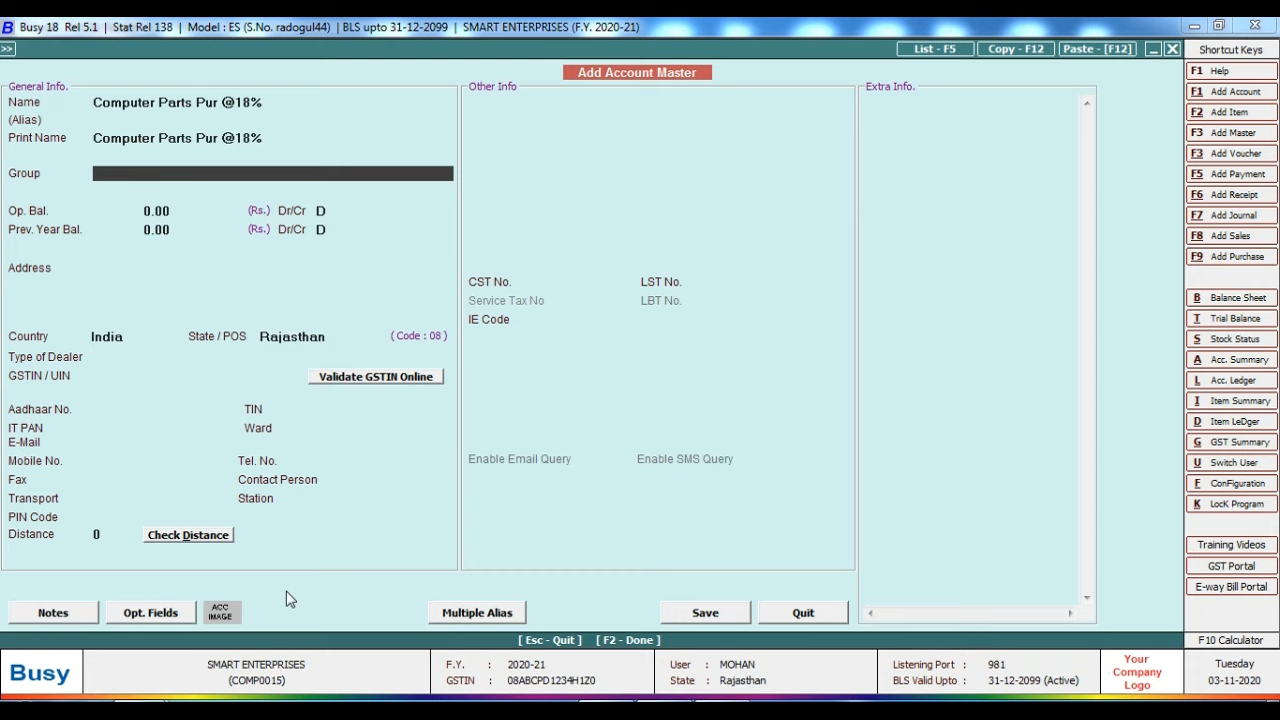 Busy 18 Rel 5.1 | Stat Rel 138 | Model : ES (S.No. radogul44) | BLS upto 31-12-2099 | SMART ENTERPRISES (F.Y. 2020-21)
>> List - F5 Copy - F12 Paste - [F12]
Add Account Master
General Info.
Name Computer Parts Pur @18%
(Alias)
Print Name Computer Parts Pur @18%
Group
Op. Bal. 0.00 (Rs.) Dr/Cr D
Prev. Year Bal. 0.00 (Rs.) Dr/Cr D
Address
Country India State / POS Rajasthan ( Code : 08 )
Type of Dealer
GSTIN / UIN Validate GSTIN Online
Aadhaar No. TIN
IT PAN Ward
E-Mail
Mobile No. Tel. No.
Fax Contact Person
Transport Station
PIN Code
Distance 0 Check Distance
Other Info
CST No. LST No.
Service Tax No LBT No.
IE Code
Enable Email Query Enable SMS Query
Extra Info.
Notes Opt. Fields ACC IMAGE Multiple Alias Save Quit
[ Esc - Quit ] [ F2 - Done ]
Shortcut Keys
F1 Help
F1 Add Account
F2 Add Item
F3 Add Master
F3 Add Voucher
F5 Add Payment
F6 Add Receipt
F7 Add Journal
F8 Add Sales
F9 Add Purchase
B Balance Sheet
T Trial Balance
S Stock Status
A Acc. Summary
L Acc. Ledger
I Item Summary
D Item LeDger
G GST Summary
U Switch User
F ConFiguration
K LocK Program
Training Videos
GST Portal
E-way Bill Portal
F10 Calculator
Busy
SMART ENTERPRISES
(COMP0015)
F.Y. : 2020-21
GSTIN : 08ABCPD1234H1Z0
User : MOHAN
State : Rajasthan
Listening Port : 981
BLS Valid Upto : 31-12-2099 (Active)
Your
Company
Logo
Tuesday
03-11-2020